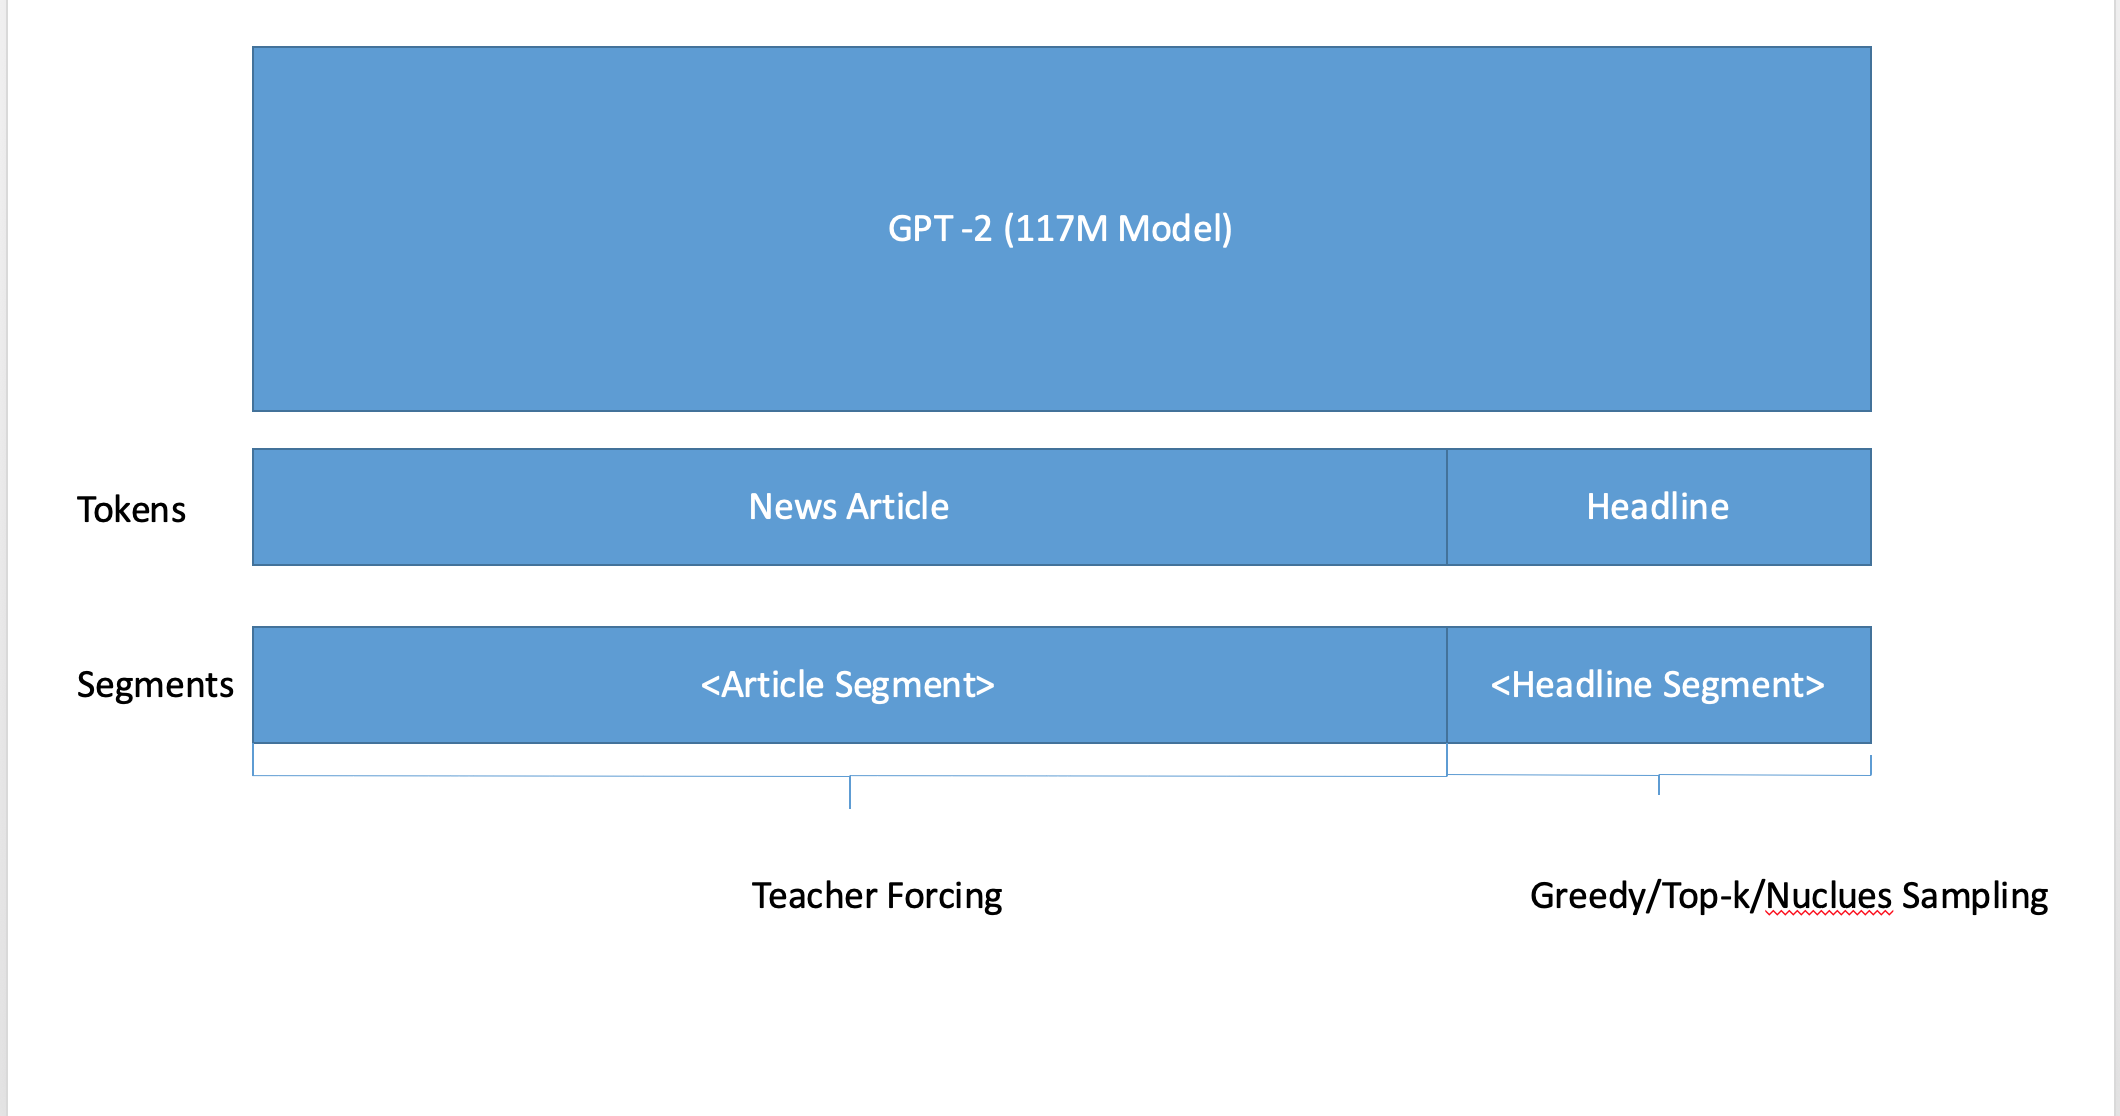 GPT -2 (117M Model)
Tokens
News Article
Headline
Segments
<Article Segment>
<Headline Segment>
Teacher Forcing
Greedy/Top-k/Nuclues Sampling